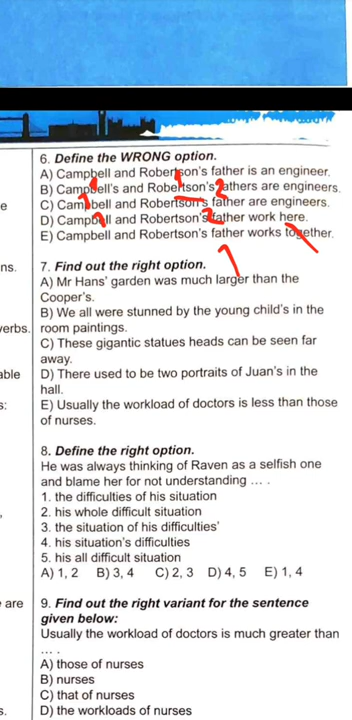 6. Define the WRONG option.
A) Campbell and Robertson's father is an engineer.
B) Campbell's and Robertson's fathers are engineers.
e
C) Campbell and Robertson's father are engineers.
D) Campbell and Robertson's father work here.
E) Campbell and Robertson's father works together.
ns.
7. Find out the right option.
A) Mr Hans' garden was much larger than the
Cooper's.
B) We all were stunned by the young child's in the
verbs.
room paintings.
C) These gigantic statues heads can be seen far
away.
able
D) There used to be two portraits of Juan's in the
hall.
s:
E) Usually the workload of doctors is less than those
of nurses.
8. Define the right option.
He was always thinking of Raven as a selfish one
and blame her for not understanding ... .
1. the difficulties of his situation
2. his whole difficult situation
,
3. the situation of his difficulties'
4. his situation's difficulties
5. his all difficult situation
A) 1, 2 B) 3, 4 C) 2, 3 D) 4, 5 E) 1, 4
are
9. Find out the right variant for the sentence
given below:
Usually the workload of doctors is much greater than
... .
A) those of nurses
B) nurses
C) that of nurses
s.
D) the workloads of nurses